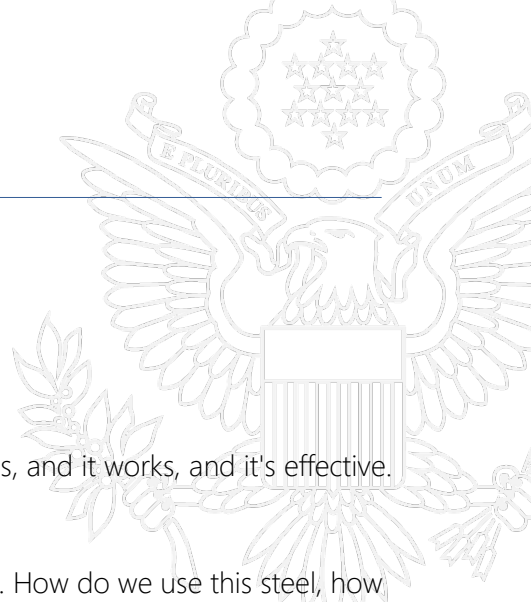 E PLURIBUS
UNUM
s, and it works, and it's effective.
. How do we use this steel, how